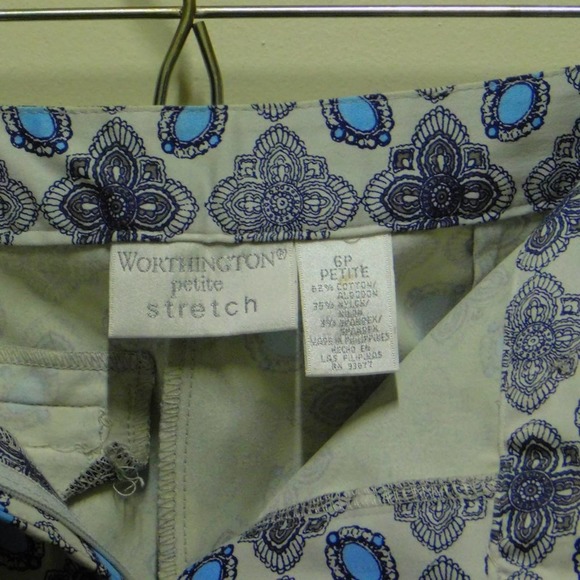 WORTHINGTON®
petite
stretch
6P
PETITE
62% COTTON/
ALGODON
35% NYLON/
NILON
3% SPANDEX/
SPANDEX
MADE IN PHILIPPINES
HECHO EN
LAS FILIPINAS
RN 93677